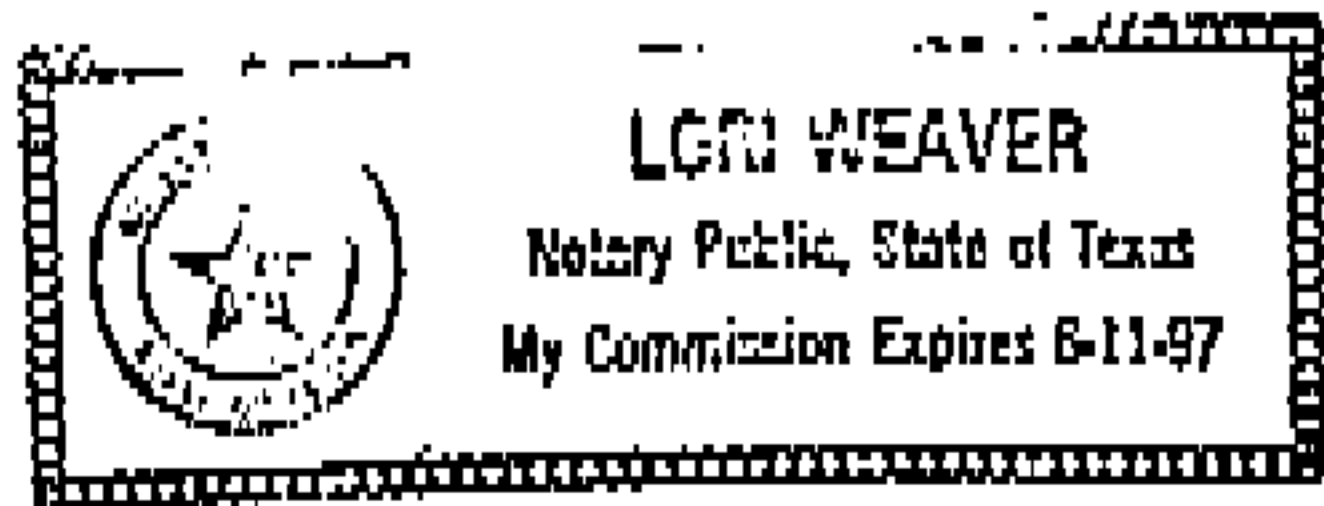 LORI WEAVER
Notary Public, State of Texas
My Commission Expires 6-11-97